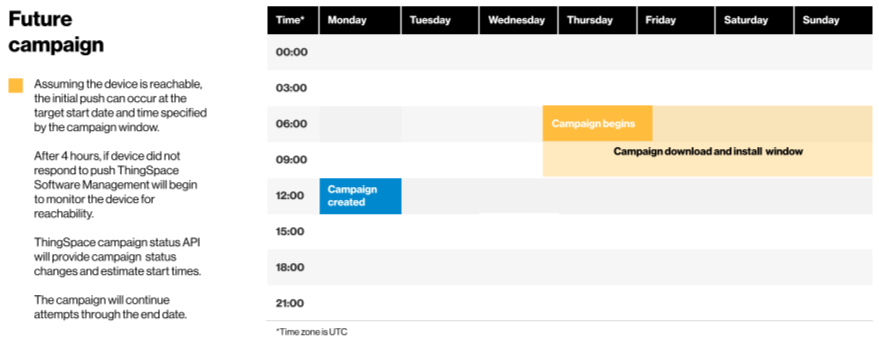 Future
campaign
Assuming the device is reachable,
the initial push can occur at the
target start date and time specified
by the campaign window.
After 4 hours, if device did not
respond to push ThingSpace
Software Management will begin
to monitor the device for
reachability.
ThingSpace campaign status API
will provide campaign status
changes and estimate start times.
The campaign will continue
attempts through the end date.
Time* Monday Tuesday Wednesday Thursday Friday Saturday Sunday
00:00
03:00
06:00 Campaign begins
Campaign download and install window
09:00
12:00 Campaign
created
15:00
18:00
21:00
*Time zone is UTC